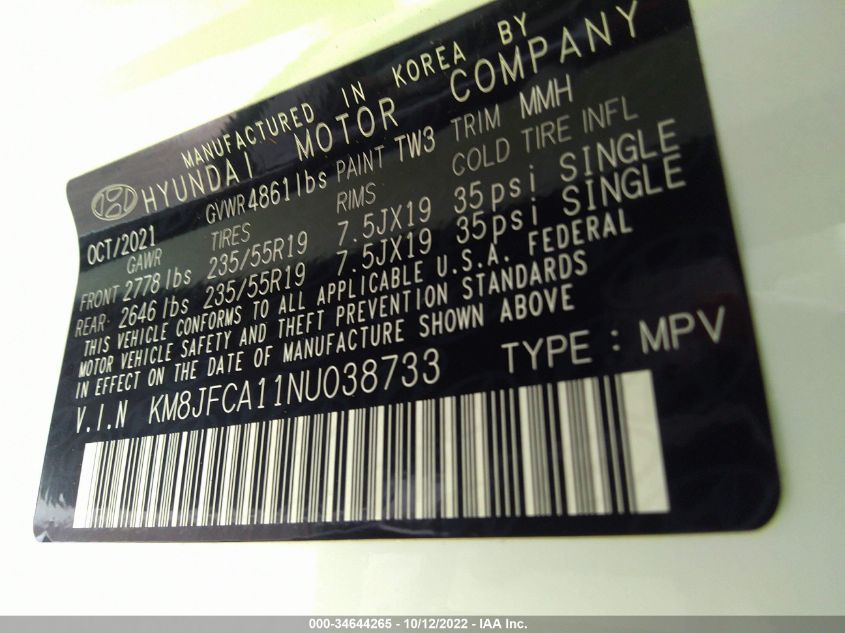 MANUFACTURED IN KOREA BY
HYUNDAI MOTOR COMPANY
OCT/2021 GVWR 4861lbs PAINT TW3 TRIM MMH
GAWR TIRES RIMS COLD TIRE INFL
FRONT 2778 lbs 235/55R19 7.5JX19 35psi SINGLE
REAR: 2646 lbs 235/55R19 7.5JX19 35psi SINGLE
THIS VEHICLE CONFORMS TO ALL APPLICABLE U.S.A. FEDERAL
MOTOR VEHICLE SAFETY AND THEFT PREVENTION STANDARDS
IN EFFECT ON THE DATE OF MANUFACTURE SHOWN ABOVE
V.I.N KM8JFCA11NU038733 TYPE : MPV
000-34644265 - 10/12/2022 - IAA Inc.